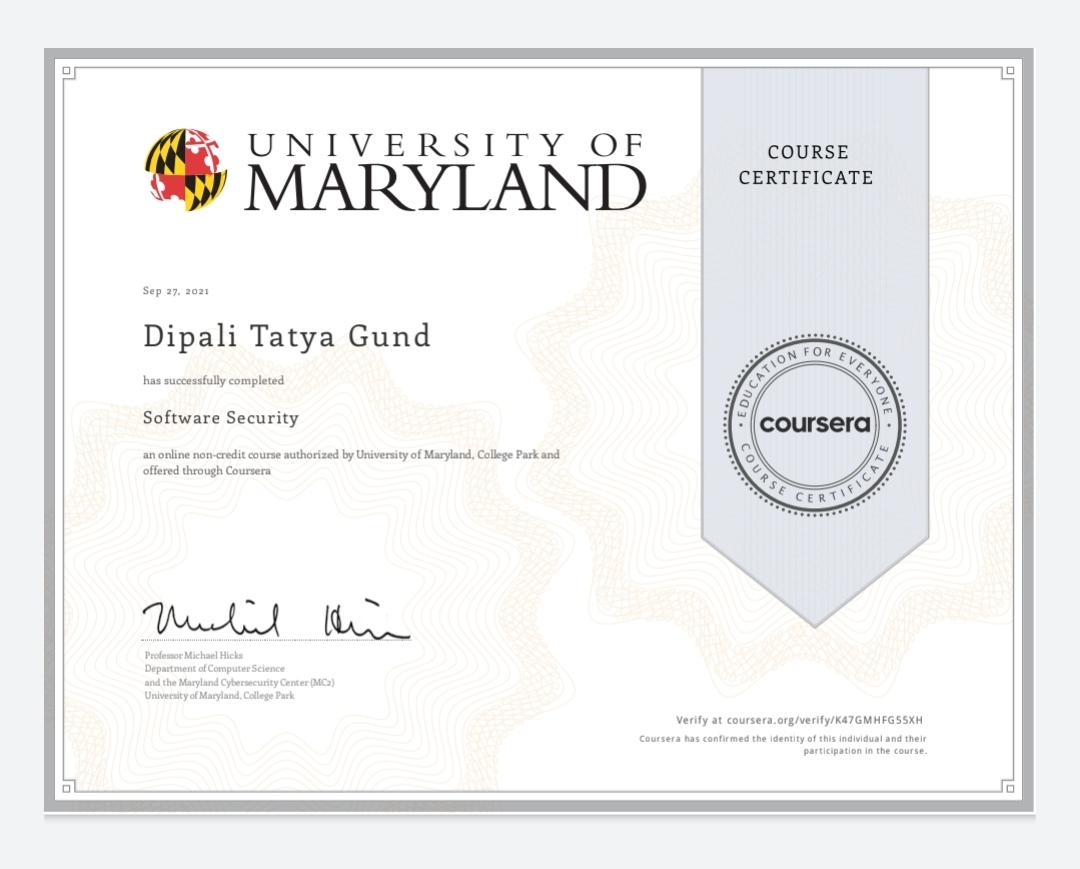 UNIVERSITY OF
MARYLAND
COURSE
CERTIFICATE
Sep 27, 2021
Dipali Tatya Gund
has successfully completed
Software Security
an online non-credit course authorized by University of Maryland, College Park and
offered through Coursera
EDUCATION FOR EVERYONE
coursera
COURSE CERTIFICATE
Michael Hicks
Professor Michael Hicks
Department of Computer Science
and the Maryland Cybersecurity Center (MC2)
University of Maryland, College Park
Verify at coursera.org/verify/K47GMHFG55XH
Coursera has confirmed the identity of this individual and their
participation in the course.